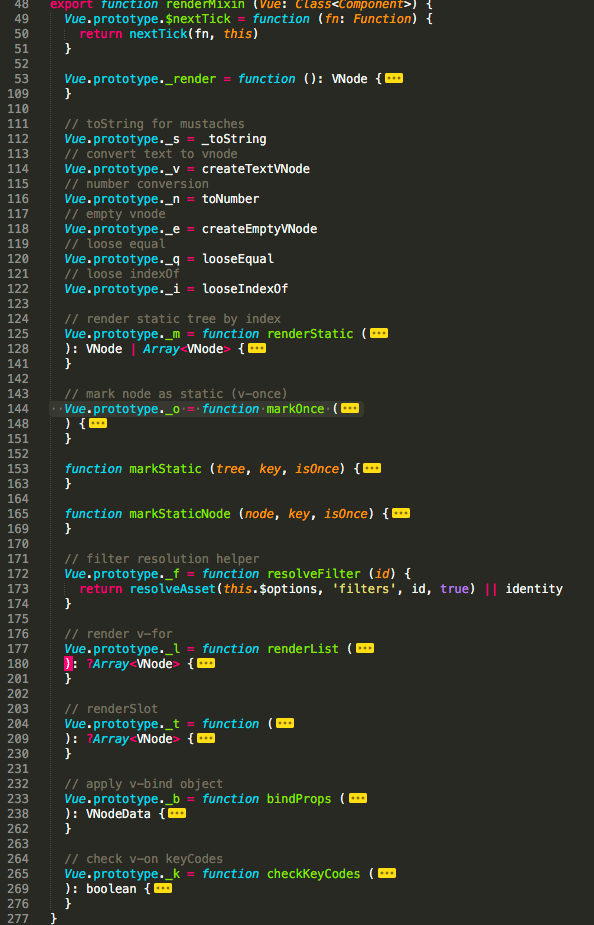 48 export function renderMixin (Vue: Class<Component>) {
49 Vue.prototype.$nextTick = function (fn: Function) {
50 return nextTick(fn, this)
51 }
52
53 Vue.prototype._render = function (): VNode {
109 }
110
111 // toString for mustaches
112 Vue.prototype._s = _toString
113 // convert text to vnode
114 Vue.prototype._v = createTextVNode
115 // number conversion
116 Vue.prototype._n = toNumber
117 // empty vnode
118 Vue.prototype._e = createEmptyVNode
119 // loose equal
120 Vue.prototype._q = looseEqual
121 // loose indexOf
122 Vue.prototype._i = looseIndexOf
123
124 // render static tree by index
125 Vue.prototype._m = function renderStatic (
128 ): VNode | Array<VNode> {
141 }
142
143 // mark node as static (v-once)
144 Vue.prototype._o = function markOnce (
148 ) {
151 }
152
153 function markStatic (tree, key, isOnce) {
163 }
164
165 function markStaticNode (node, key, isOnce) {
169 }
170
171 // filter resolution helper
172 Vue.prototype._f = function resolveFilter (id) {
173 return resolveAsset(this.$options, 'filters', id, true) || identity
174 }
175
176 // render v-for
177 Vue.prototype._l = function renderList (
180 ): ?Array<VNode> {
201 }
202
203 // renderSlot
204 Vue.prototype._t = function (
209 ): ?Array<VNode> {
230 }
231
232 // apply v-bind object
233 Vue.prototype._b = function bindProps (
238 ): VNodeData {
262 }
263
264 // check v-on keyCodes
265 Vue.prototype._k = function checkKeyCodes (
269 ): boolean {
276 }
277 }